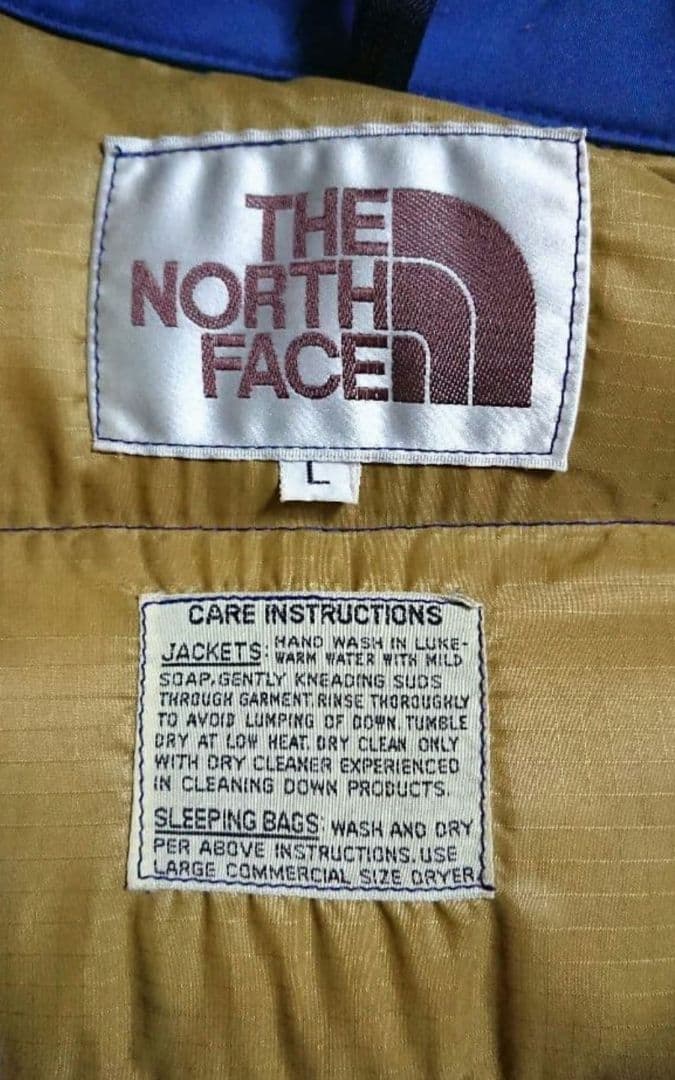 THE
NORTH
FACE
L
CARE INSTRUCTIONS
JACKETS: HAND WASH IN LUKE-
WARM WATER WITH MILD
SOAP, GENTLY KNEADING SUDS
THROUGH GARMENT. RINSE THOROUGHLY
TO AVOID LUMPING OF DOWN. TUMBLE
DRY AT LOW HEAT. DRY CLEAN ONLY
WITH DRY CLEANER EXPERIENCED
IN CLEANING DOWN PRODUCTS.
SLEEPING BAGS: WASH AND DRY
PER ABOVE INSTRUCTIONS. USE
LARGE COMMERCIAL SIZE DRYER